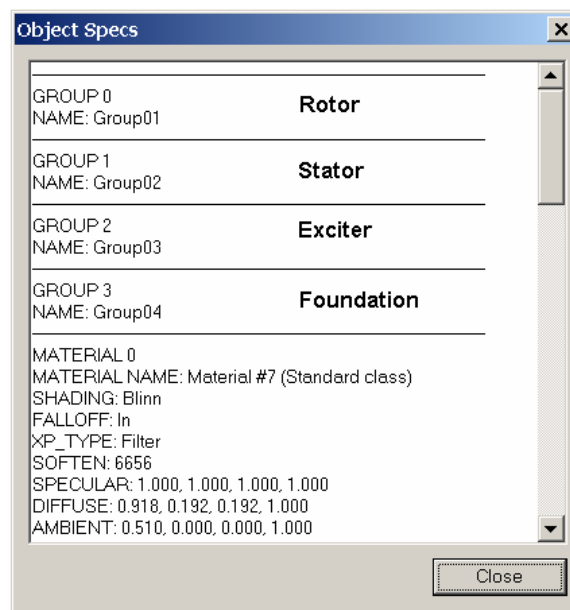 Object Specs
GROUP 0
Rotor
NAME: Group01
GROUP 1
Stator
NAME: Group02
GROUP 2
Exciter
NAME: Group03
GROUP 3
Foundation
NAME: Group04
MATERIAL 0
MATERIAL NAME: Material #7 (Standard class)
SHADING: Blinn
FALLOFF: In
XP_TYPE: Filter
SOFTEN: 6656
SPECULAR: 1.000, 1.000, 1.000, 1.000
DIFFUSE: 0.918, 0.192, 0.192, 1.000
AMBIENT: 0.510, 0.000, 0.000, 1.000
Close